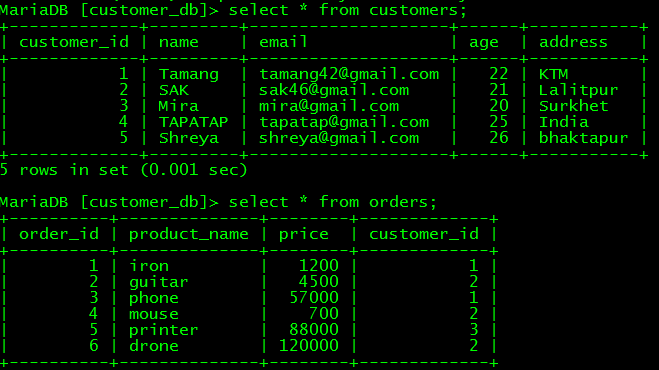 MariaDB [customer_db]> select * from customers;
+-------------+---------+--------------------+------+-----------+
| customer_id | name    | email              | age  | address   |
+-------------+---------+--------------------+------+-----------+
|           1 | Tamang  | tamang42@gmail.com |   22 | KTM       |
|           2 | SAK     | sak46@gmail.com    |   21 | Lalitpur  |
|           3 | Mira    | mira@gmail.com     |   20 | Surkhet   |
|           4 | TAPATAP | tapatap@gmail.com  |   25 | India     |
|           5 | Shreya  | shreya@gmail.com   |   26 | bhaktapur |
+-------------+---------+--------------------+------+-----------+
5 rows in set (0.001 sec)
MariaDB [customer_db]> select * from orders;
+----------+--------------+--------+-------------+
| order_id | product_name | price  | customer_id |
+----------+--------------+--------+-------------+
|        1 | iron         |   1200 |           1 |
|        2 | guitar       |   4500 |           2 |
|        3 | phone        |  57000 |           1 |
|        4 | mouse        |    700 |           2 |
|        5 | printer      |  88000 |           3 |
|        6 | drone        | 120000 |           2 |
+----------+--------------+--------+-------------+